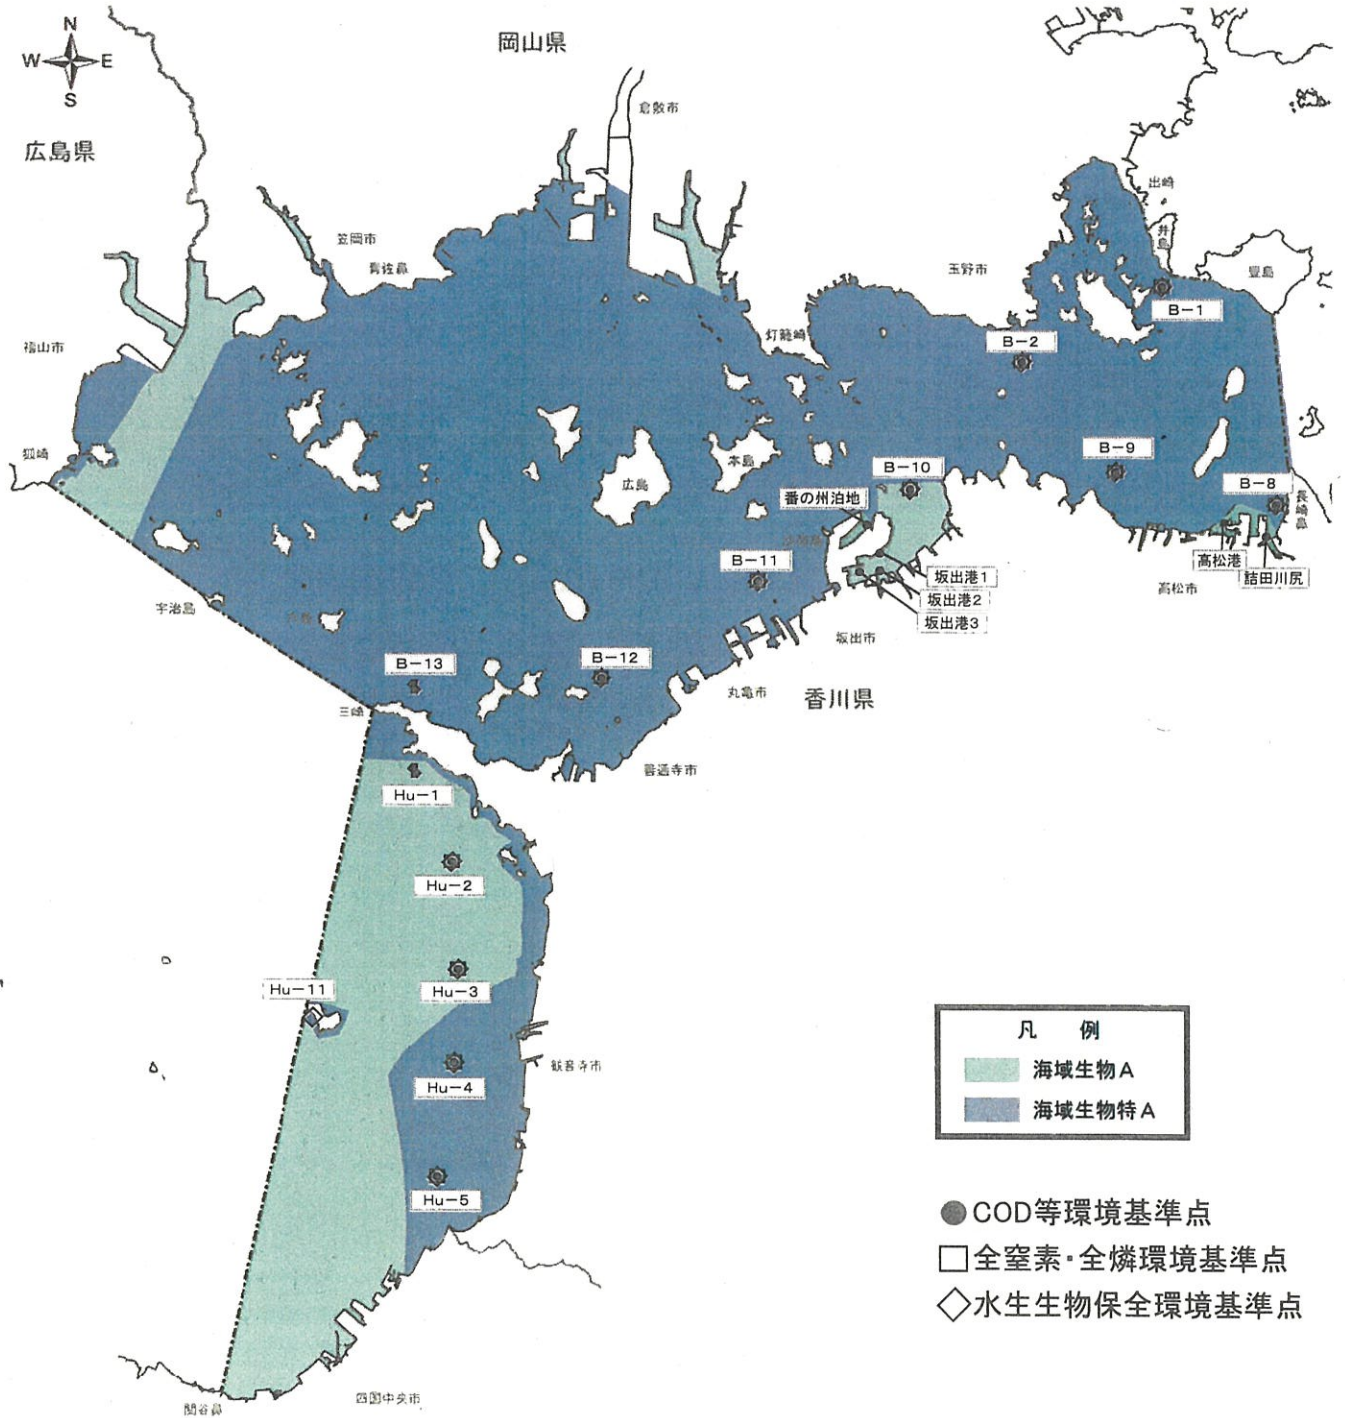 N
W E
S
岡山県
倉敷市
広島県
出崎
井島
笠岡市
青佐鼻
玉野市
豊島
B-1
福山市
灯籠崎
B-2
狐崎
本島
B-9
B-10
広島
番の州泊地
B-8
長崎鼻
B-11
高松港
坂出港1
詰田川尻
高松市
坂出港2
宇治島
坂出港3
坂出市
B-13
B-12
丸亀市
香川県
三崎
善通寺市
Hu-1
Hu-2
Hu-11
Hu-3
凡 例
観音寺市
海域生物A
Hu-4
海域生物特A
Hu-5
COD等環境基準点
全窒素・全燐環境基準点
水生生物保全環境基準点
四国中央市
関谷鼻